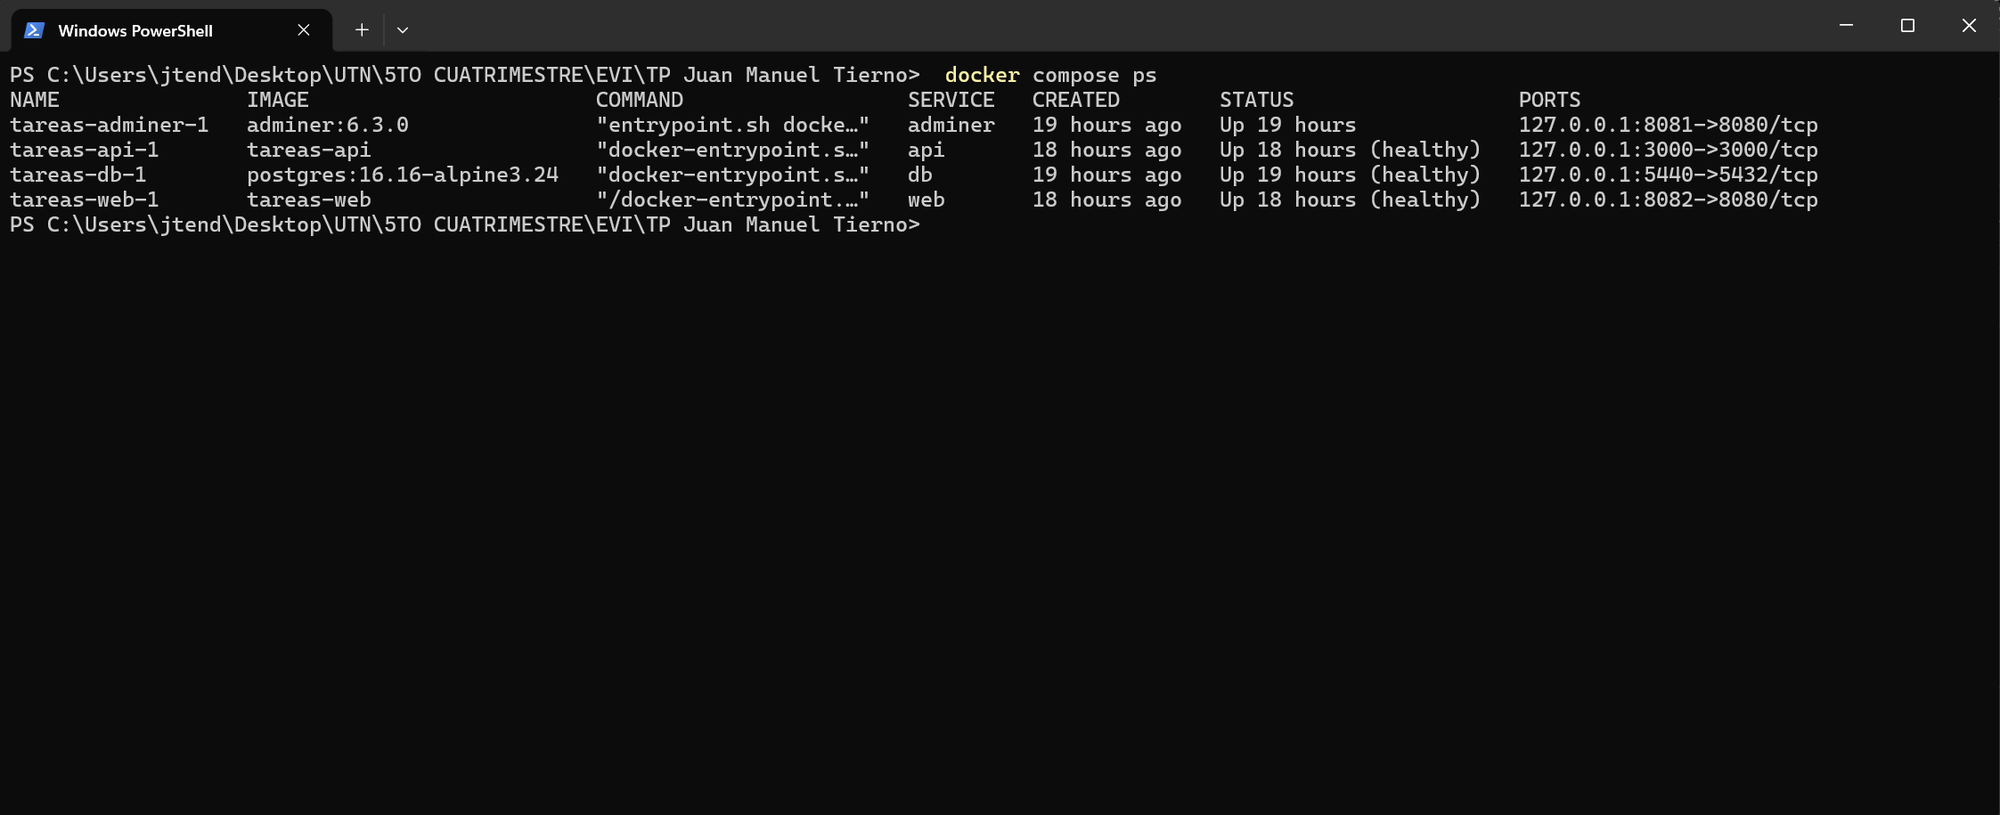 Windows PowerShell
PS C:\Users\jtend\Desktop\UTN\5TO CUATRIMESTRE\EVI\TP Juan Manuel Tierno>  docker compose ps
NAME               IMAGE                       COMMAND                  SERVICE   CREATED        STATUS                  PORTS
tareas-adminer-1   adminer:6.3.0               "entrypoint.sh docke…"   adminer   19 hours ago   Up 19 hours             127.0.0.1:8081->8080/tcp
tareas-api-1       tareas-api                  "docker-entrypoint.s…"   api       18 hours ago   Up 18 hours (healthy)   127.0.0.1:3000->3000/tcp
tareas-db-1        postgres:16.16-alpine3.24   "docker-entrypoint.s…"   db        19 hours ago   Up 19 hours (healthy)   127.0.0.1:5440->5432/tcp
tareas-web-1       tareas-web                  "/docker-entrypoint.…"   web       18 hours ago   Up 18 hours (healthy)   127.0.0.1:8082->8080/tcp
PS C:\Users\jtend\Desktop\UTN\5TO CUATRIMESTRE\EVI\TP Juan Manuel Tierno>